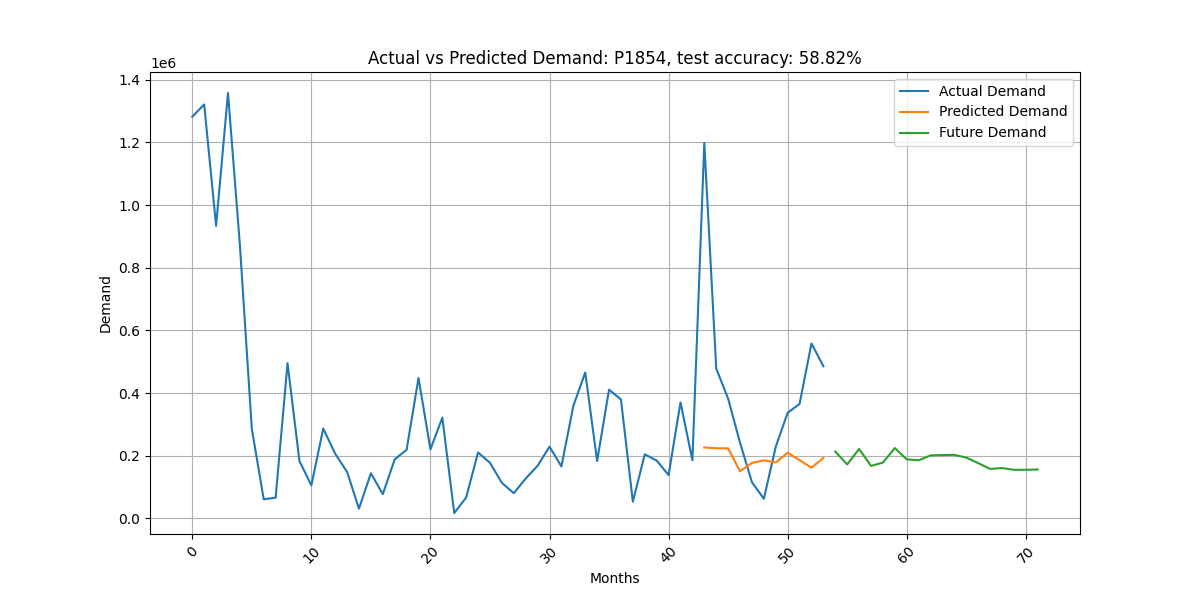 Actual vs Predicted Demand: P1854, test accuracy: 58.82%
1e6
1.4
1.2
1.0
0.8
0.6
0.4
0.2
0.0
Demand
Actual Demand
Predicted Demand
Future Demand
0 10 20 30 40 50 60 70
Months